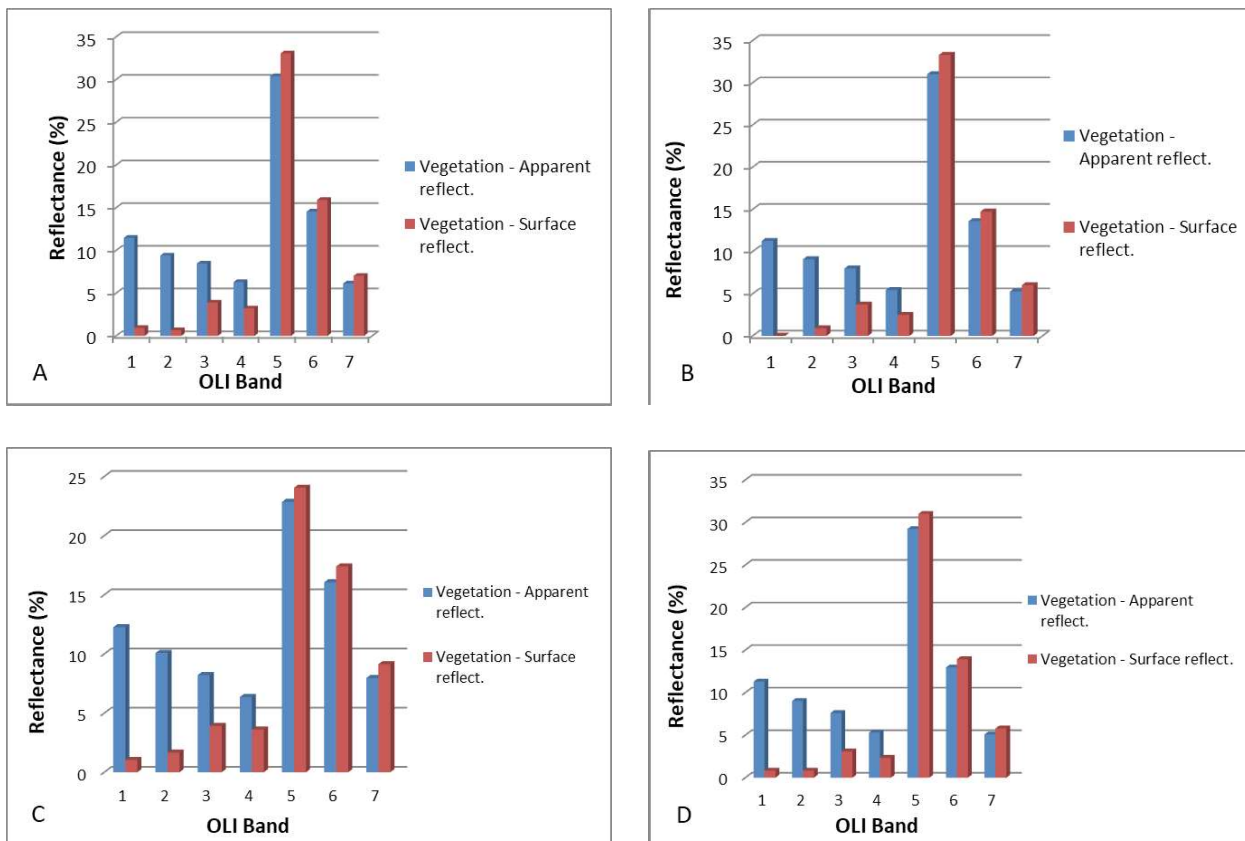 35
30
25
20
15
10
5
0
Reflectance (%)
1 2 3 4 5 6 7
OLI Band
Vegetation - Apparent
reflect.
Vegetation - Surface
reflect.
A
35
30
25
20
15
10
5
0
Reflectaance (%)
1 2 3 4 5 6 7
OLI Band
Vegetation -
Apparent reflect.
Vegetation - Surface
reflect.
B
25
20
15
10
5
0
Reflectance (%)
1 2 3 4 5 6 7
OLI Band
Vegetation - Apparent
reflect.
Vegetation - Surface
reflect.
C
35
30
25
20
15
10
5
0
Reflectance (%)
1 2 3 4 5 6 7
OLI Band
Vegetation - Apparent
reflect.
Vegetation - Surface reflect.
D